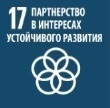 17 ПАРТНЕРСТВО
В ИНТЕРЕСАХ
УСТОЙЧИВОГО РАЗВИТИЯ